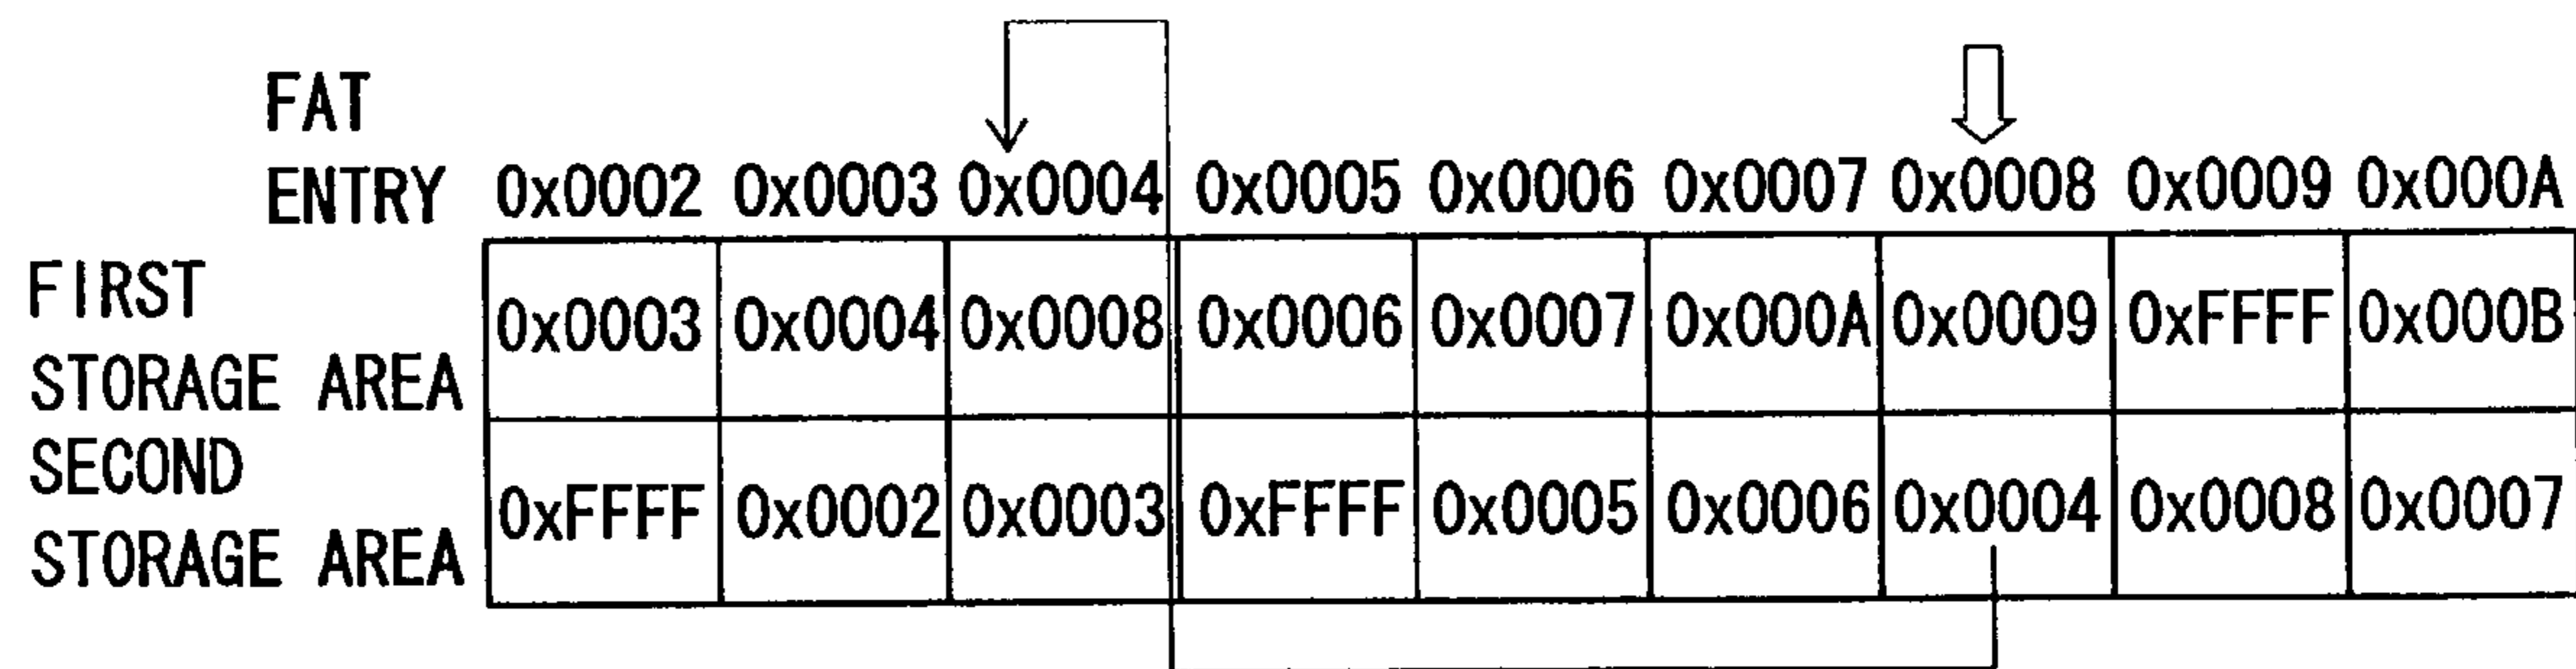 FAT
ENTRY 0x0002 0x0003 0x0004 0x0005 0x0006 0x0007 0x0008 0x0009 0x000A
FIRST
STORAGE AREA
0x0003 0x0004 0x0008 0x0006 0x0007 0x000A 0x0009 0xFFFF 0x000B
SECOND
STORAGE AREA
0xFFFF 0x0002 0x0003 0xFFFF 0x0005 0x0006 0x0004 0x0008 0x0007